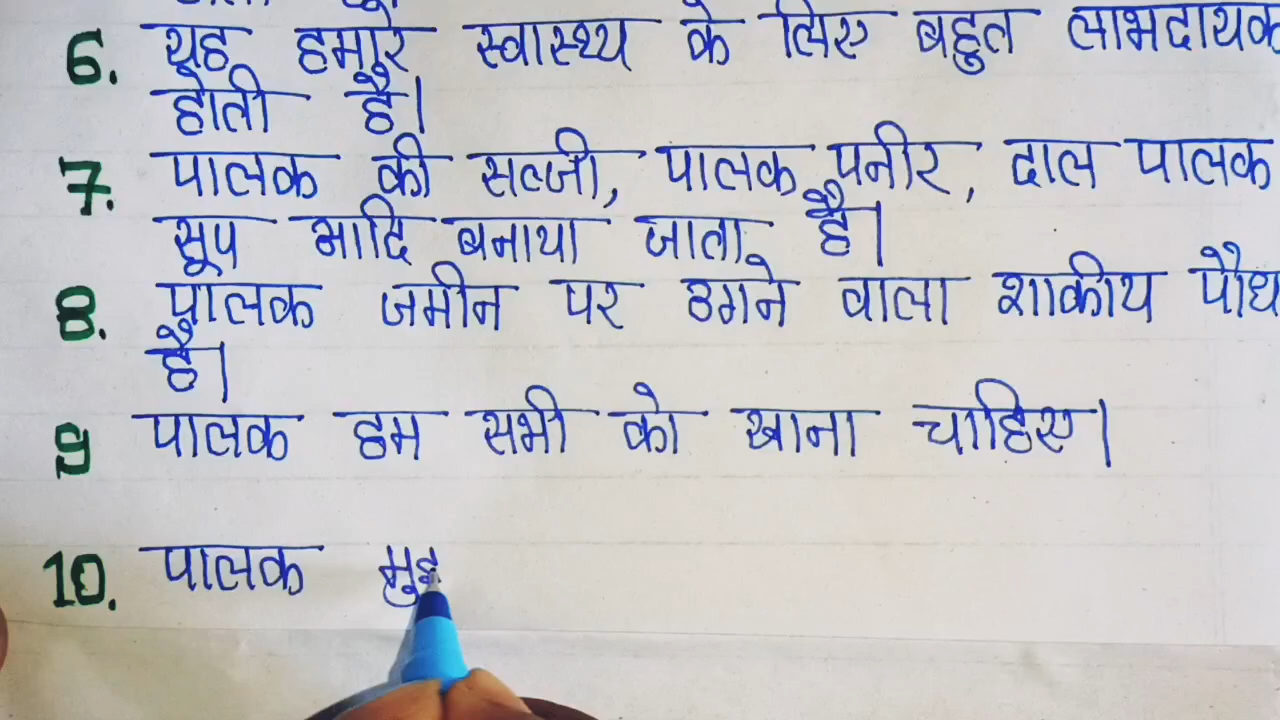 6. यह हमारे स्वास्थ्य के लिए बहुत लाभदायक
होती है।
7. पालक की सब्जी, पालक पनीर, दाल पालक
सूप आदि बनाया जाता है।
8. पालक जमीन पर उगने वाला शाकीय पौध
है।
9 पालक हम सभी को खाना चाहिए।
10. पालक